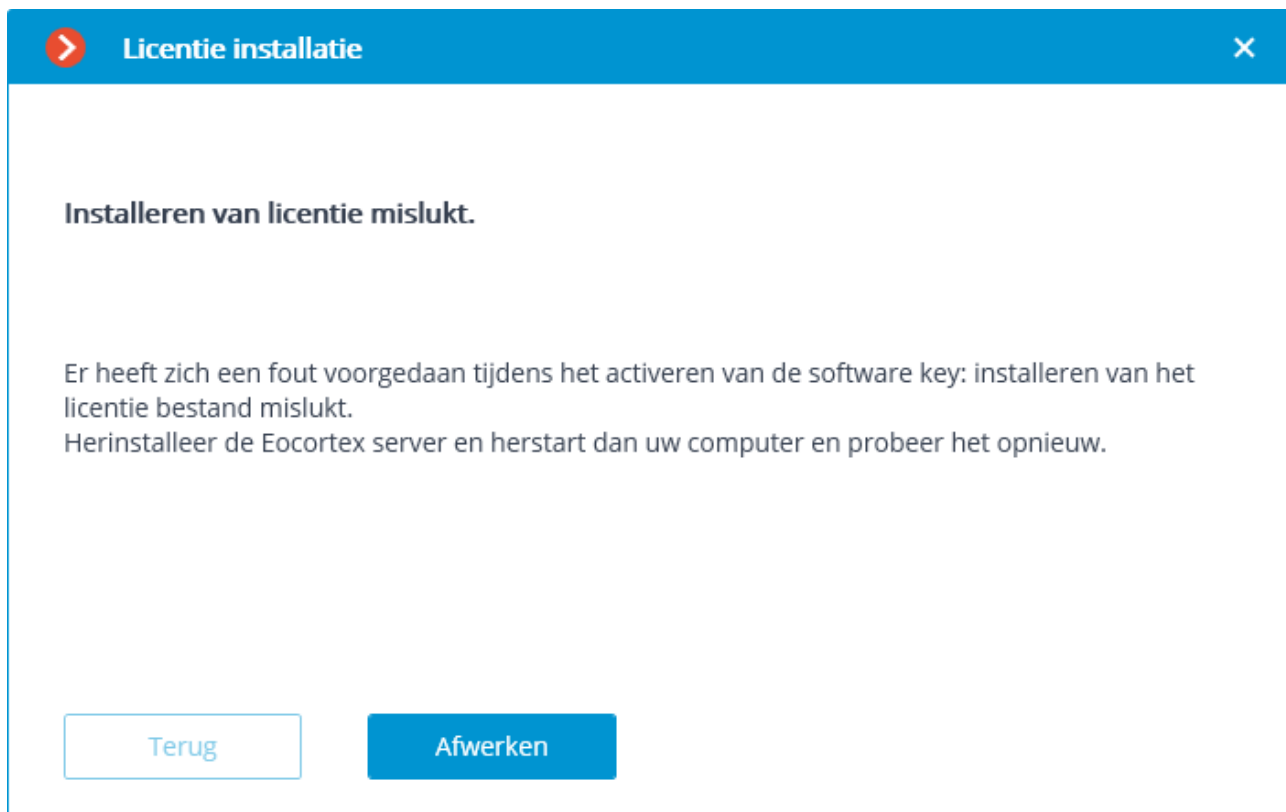 Licentie installatie
Installeren van licentie mislukt.
Er heeft zich een fout voorgedaan tijdens het activeren van de software key: installeren van het
licentie bestand mislukt.
Herinstalleer de Eocortex server en herstart dan uw computer en probeer het opnieuw.
Terug
Afwerken